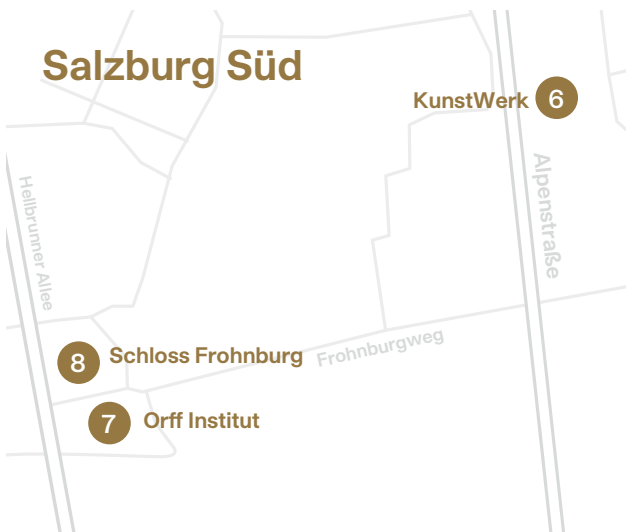 Salzburg Süd
KunstWerk 6
Alpenstraße
Hellbrunner Allee
8 Schloss Frohnburg
Frohnburgweg
7 Orff Institut